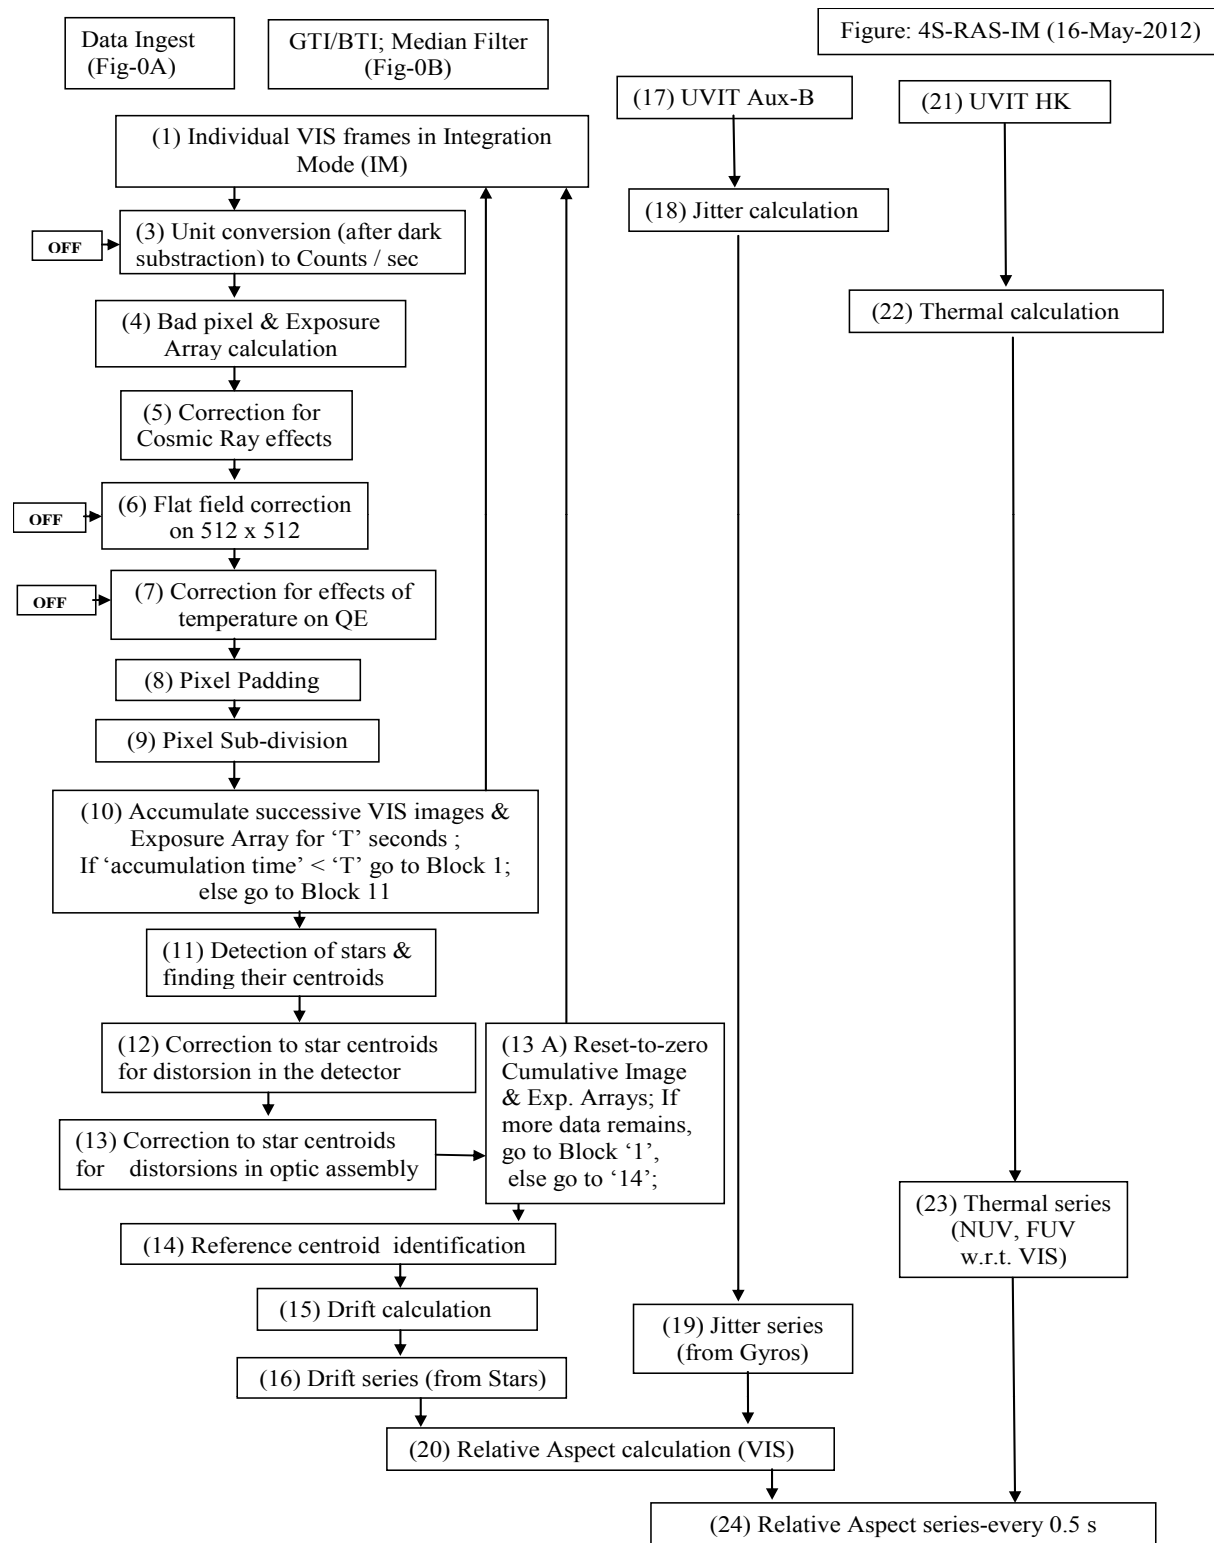 Data Ingest
(Fig-0A)
GTI/BTI; Median Filter
(Fig-0B)
Figure: 4S-RAS-IM (16-May-2012)
(17) UVIT Aux-B
(21) UVIT HK
(1) Individual VIS frames in Integration
Mode (IM)
(18) Jitter calculation
OFF
(3) Unit conversion (after dark
substraction) to Counts / sec
(22) Thermal calculation
(4) Bad pixel & Exposure
Array calculation
(5) Correction for
Cosmic Ray effects
OFF
(6) Flat field correction
on 512 x 512
OFF
(7) Correction for effects of
temperature on QE
(8) Pixel Padding
(9) Pixel Sub-division
(10) Accumulate successive VIS images &
Exposure Array for ‘T’ seconds ;
If ‘accumulation time’ < ‘T’ go to Block 1;
else go to Block 11
(11) Detection of stars &
finding their centroids
(12) Correction to star centroids
for distorsion in the detector
(13) Correction to star centroids
for distorsions in optic assembly
(13 A) Reset-to-zero
Cumulative Image
& Exp. Arrays; If
more data remains,
go to Block ‘1’,
else go to ‘14’;
(23) Thermal series
(NUV, FUV
w.r.t. VIS)
(14) Reference centroid identification
(15) Drift calculation
(19) Jitter series
(from Gyros)
(16) Drift series (from Stars)
(20) Relative Aspect calculation (VIS)
(24) Relative Aspect series-every 0.5 s